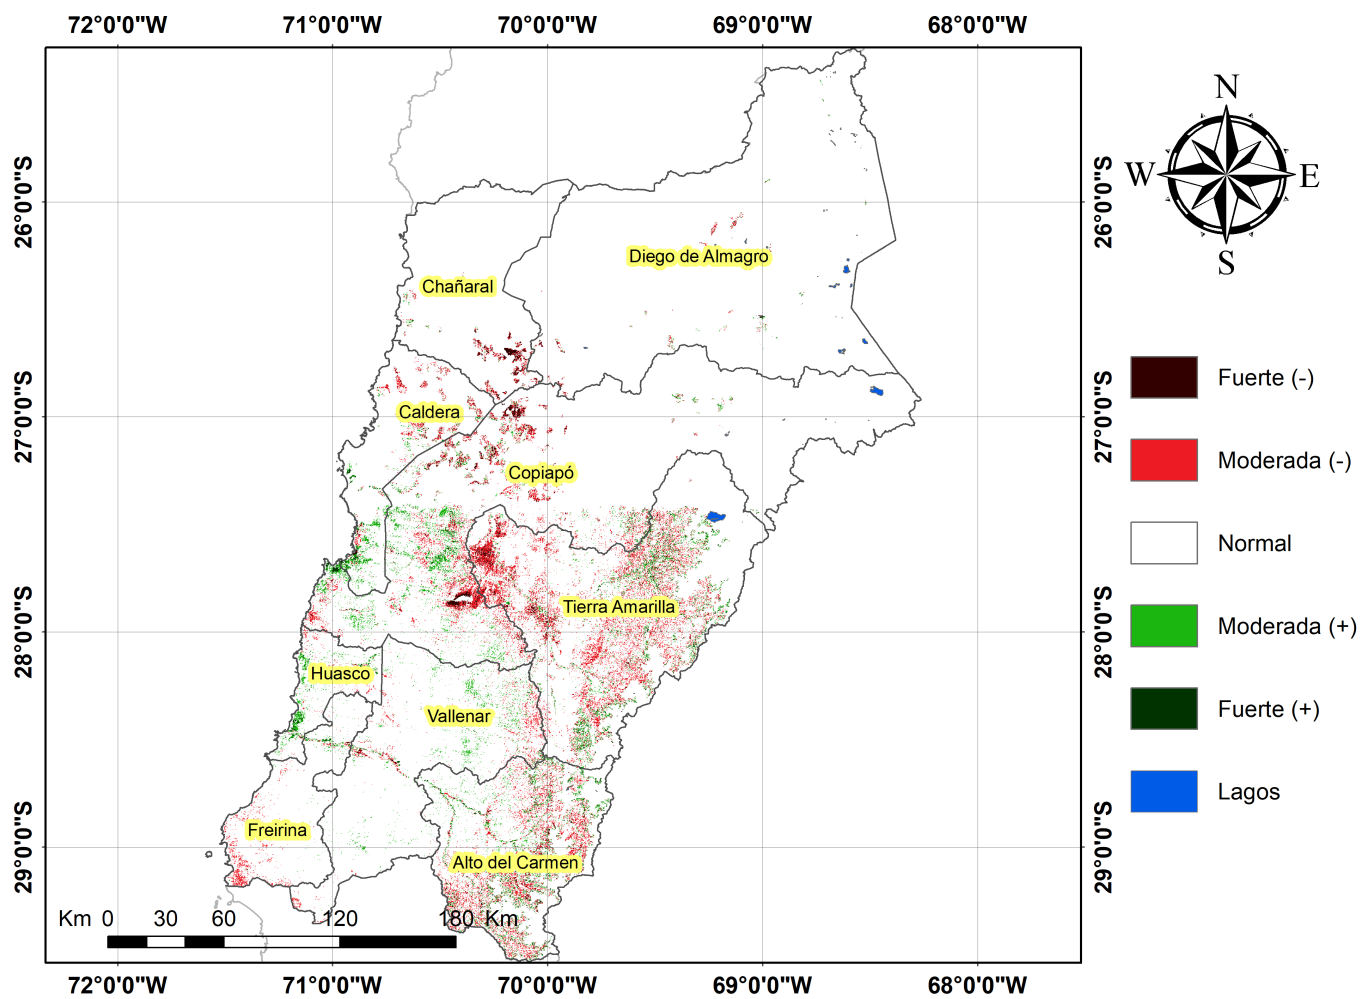 72°0'0"W 71°0'0"W 70°0'0"W 69°0'0"W 68°0'0"W
N
W E
S
26°0'0"S 26°0'0"S
Diego de Almagro
Chañaral
Fuerte (-)
27°0'0"S 27°0'0"S
Caldera
Moderada (-)
Copiapó
Normal
28°0'0"S 28°0'0"S
Tierra Amarilla
Moderada (+)
Huasco
Vallenar
Fuerte (+)
Lagos
29°0'0"S 29°0'0"S
Freirina
Alto del Carmen
Km 0 30 60 120 180 Km
72°0'0"W 71°0'0"W 70°0'0"W 69°0'0"W 68°0'0"W